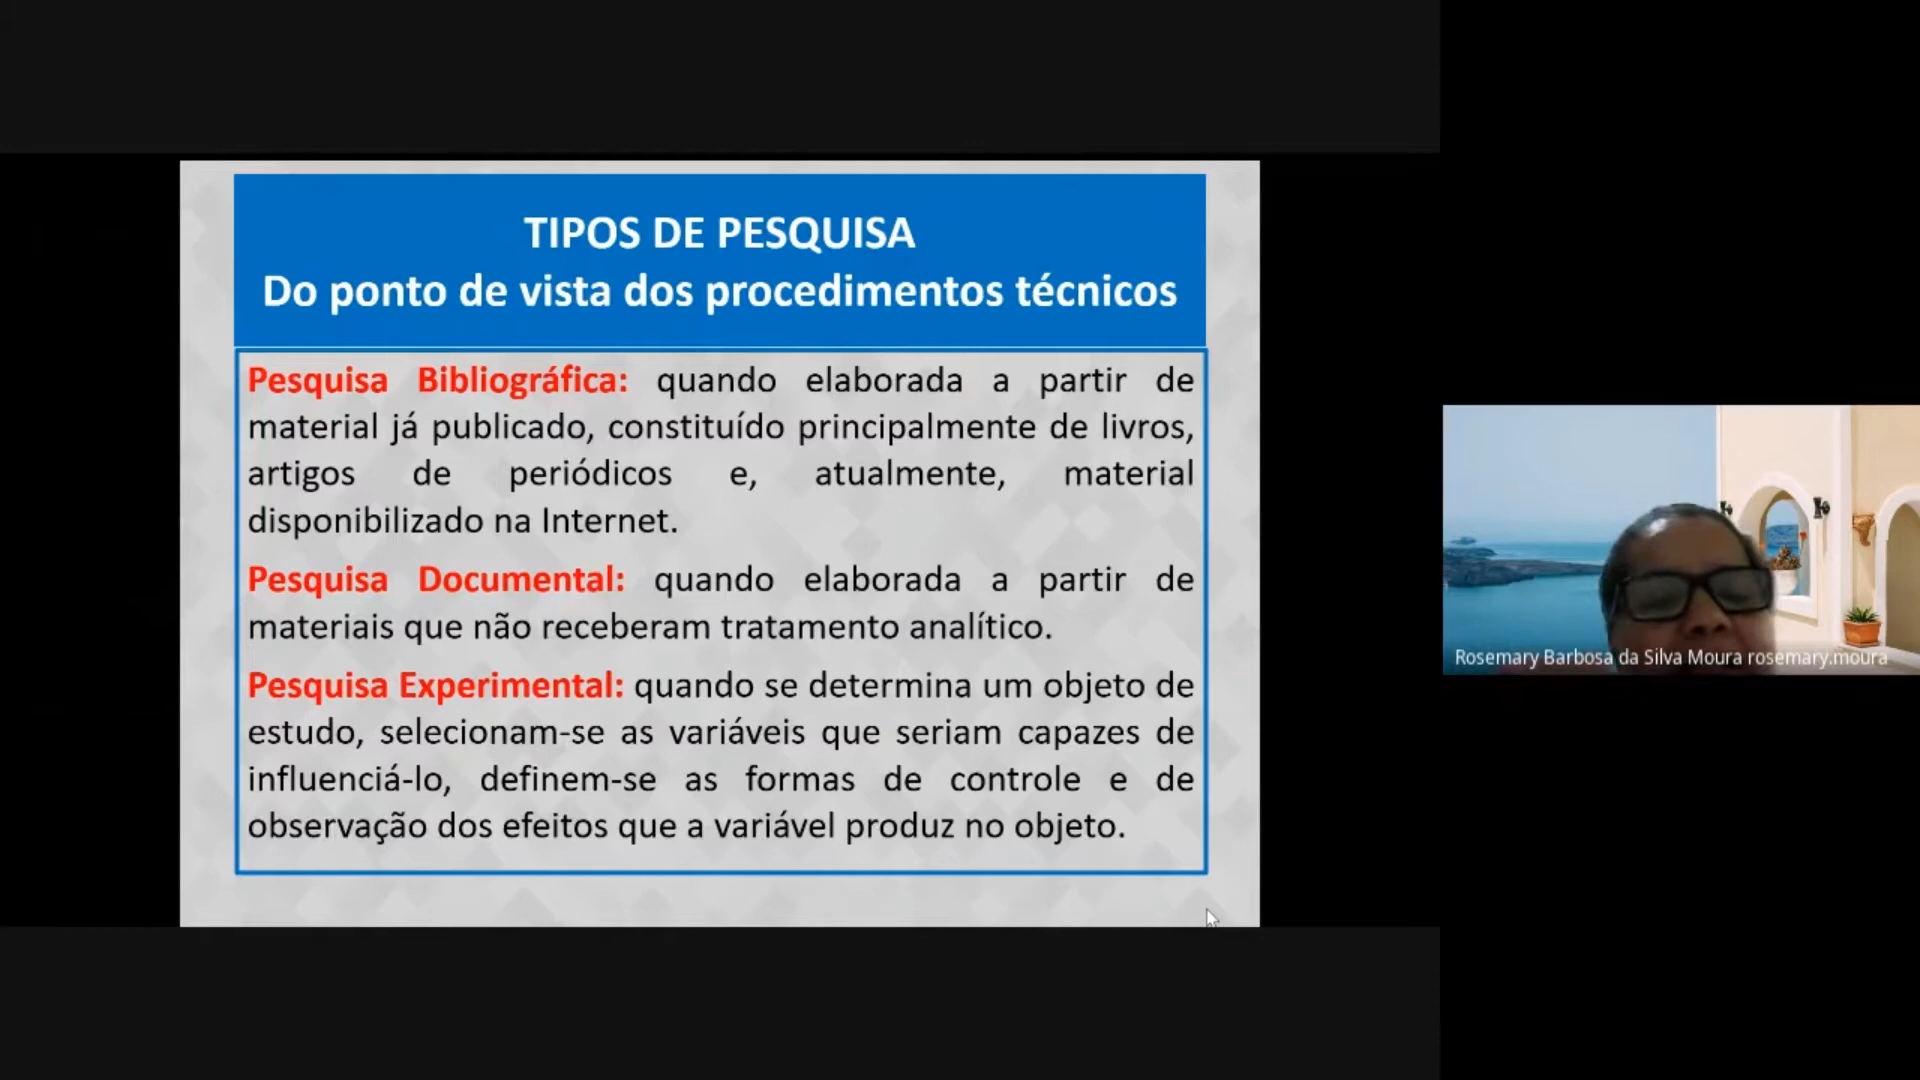 TIPOS DE PESQUISA
Do ponto de vista dos procedimentos técnicos
Pesquisa Bibliográfica: quando elaborada a partir de
material já publicado, constituído principalmente de livros,
artigos de periódicos e, atualmente, material
disponibilizado na Internet.
Pesquisa Documental: quando elaborada a partir de
materiais que não receberam tratamento analítico.
Pesquisa Experimental: quando se determina um objeto de
estudo, selecionam-se as variáveis que seriam capazes de
influenciá-lo, definem-se as formas de controle e de
observação dos efeitos que a variável produz no objeto.
Rosemary Barbosa da Silva Moura rosemary.moura